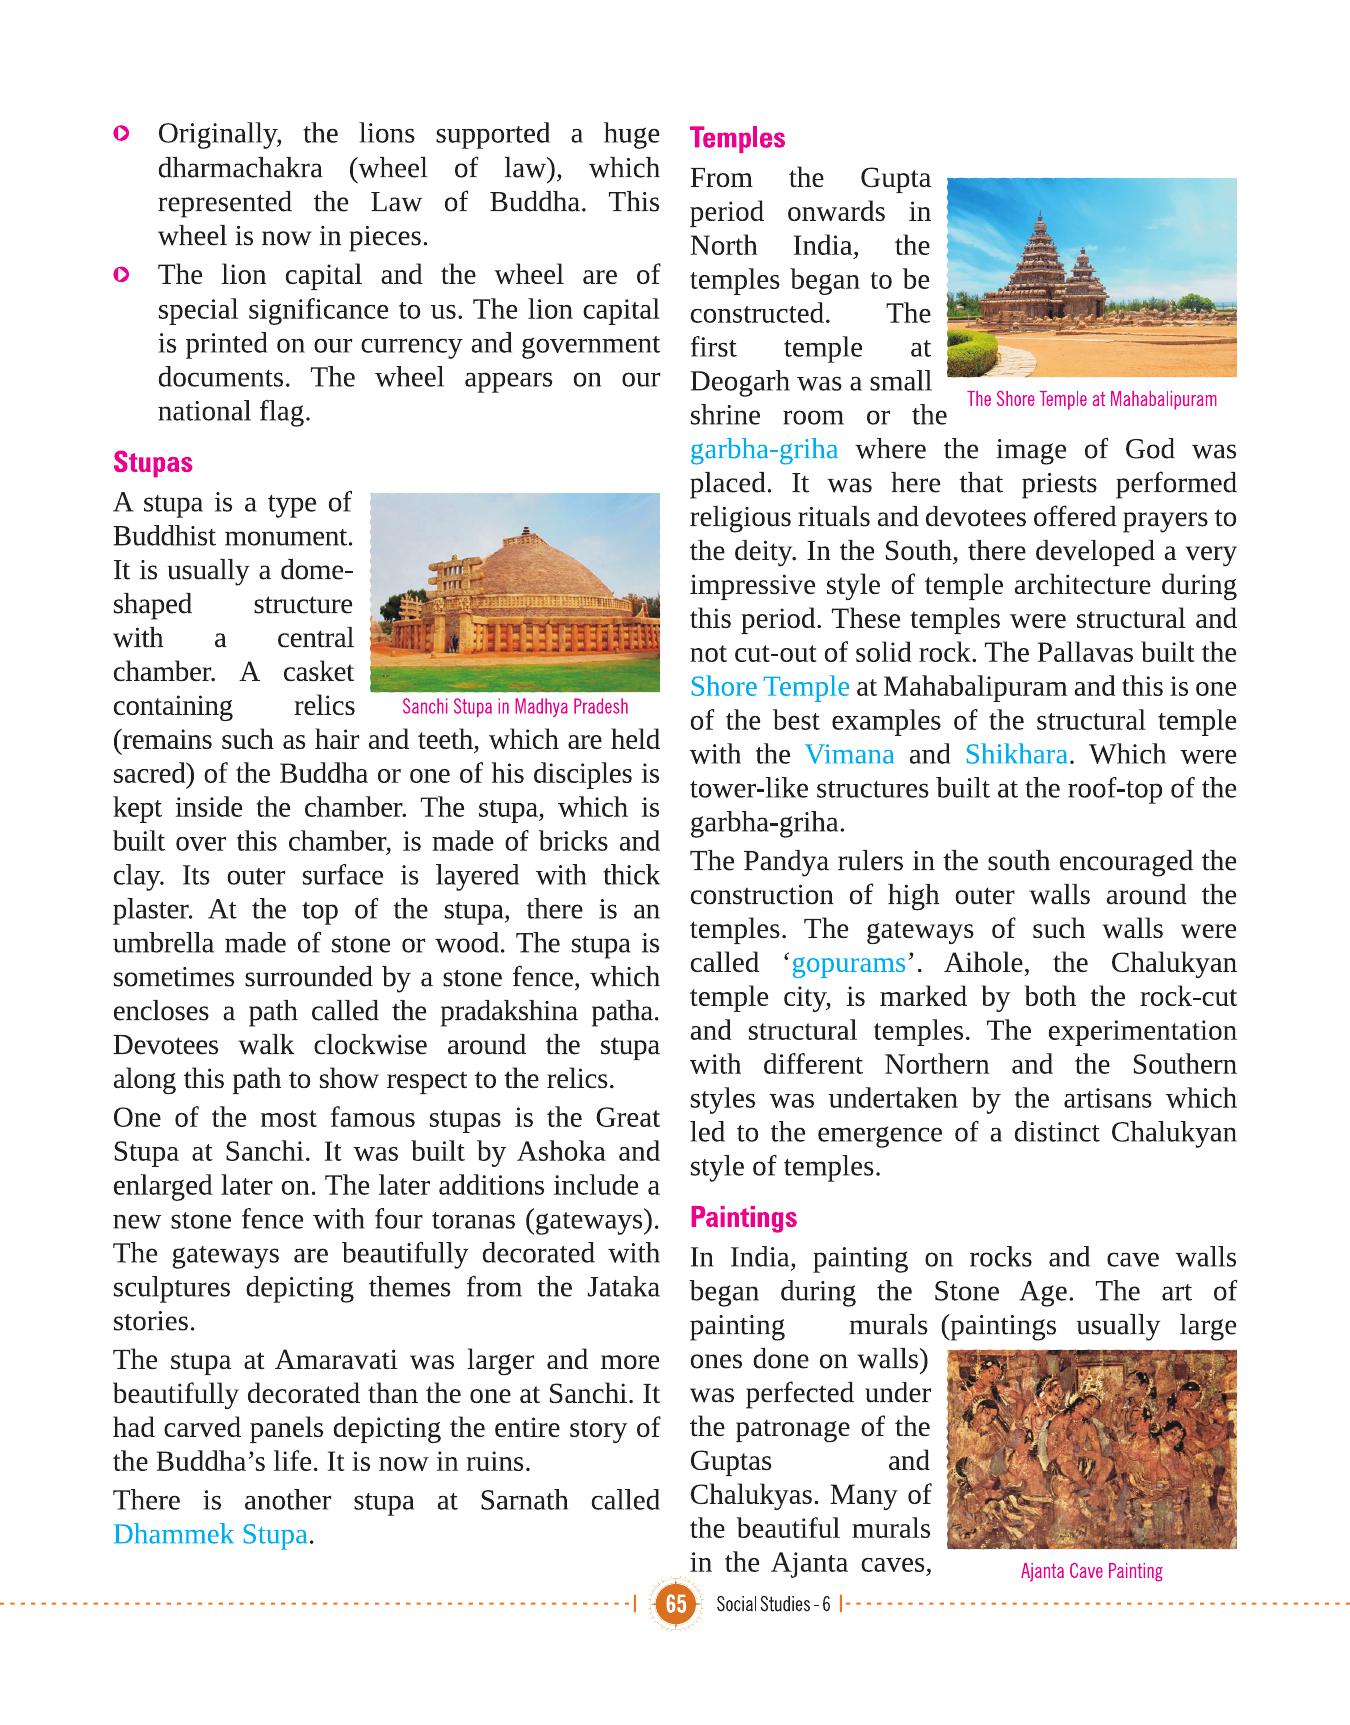 Originally, the lions supported a huge
dharmachakra (wheel of law), which
represented the Law of Buddha. This
wheel is now in pieces.
The lion capital and the wheel are of
special significance to us. The lion capital
is printed on our currency and government
documents. The wheel appears on our
national flag.
Stupas
A stupa is a type of
Buddhist monument.
It is usually a dome-
shaped structure
with a central
chamber. A casket
containing relics
Sanchi Stupa in Madhya Pradesh
(remains such as hair and teeth, which are held
sacred) of the Buddha or one of his disciples is
kept inside the chamber. The stupa, which is
built over this chamber, is made of bricks and
clay. Its outer surface is layered with thick
plaster. At the top of the stupa, there is an
umbrella made of stone or wood. The stupa is
sometimes surrounded by a stone fence, which
encloses a path called the pradakshina patha.
Devotees walk clockwise around the stupa
along this path to show respect to the relics.
One of the most famous stupas is the Great
Stupa at Sanchi. It was built by Ashoka and
enlarged later on. The later additions include a
new stone fence with four toranas (gateways).
The gateways are beautifully decorated with
sculptures depicting themes from the Jataka
stories.
The stupa at Amaravati was larger and more
beautifully decorated than the one at Sanchi. It
had carved panels depicting the entire story of
the Buddha’s life. It is now in ruins.
There is another stupa at Sarnath called
Dhammek Stupa.
Temples
From the Gupta
period onwards in
North India, the
temples began to be
constructed. The
first temple at
Deogarh was a small
shrine room or the
The Shore Temple at Mahabalipuram
garbha-griha where the image of God was
placed. It was here that priests performed
religious rituals and devotees offered prayers to
the deity. In the South, there developed a very
impressive style of temple architecture during
this period. These temples were structural and
not cut-out of solid rock. The Pallavas built the
Shore Temple at Mahabalipuram and this is one
of the best examples of the structural temple
with the Vimana and Shikhara. Which were
tower-like structures built at the roof-top of the
garbha-griha.
The Pandya rulers in the south encouraged the
construction of high outer walls around the
temples. The gateways of such walls were
called ‘gopurams’. Aihole, the Chalukyan
temple city, is marked by both the rock-cut
and structural temples. The experimentation
with different Northern and the Southern
styles was undertaken by the artisans which
led to the emergence of a distinct Chalukyan
style of temples.
Paintings
In India, painting on rocks and cave walls
began during the Stone Age. The art of
painting murals (paintings usually large
ones done on walls)
was perfected under
the patronage of the
Guptas and
Chalukyas. Many of
the beautiful murals
in the Ajanta caves,
Ajanta Cave Painting
65 Social Studies - 6